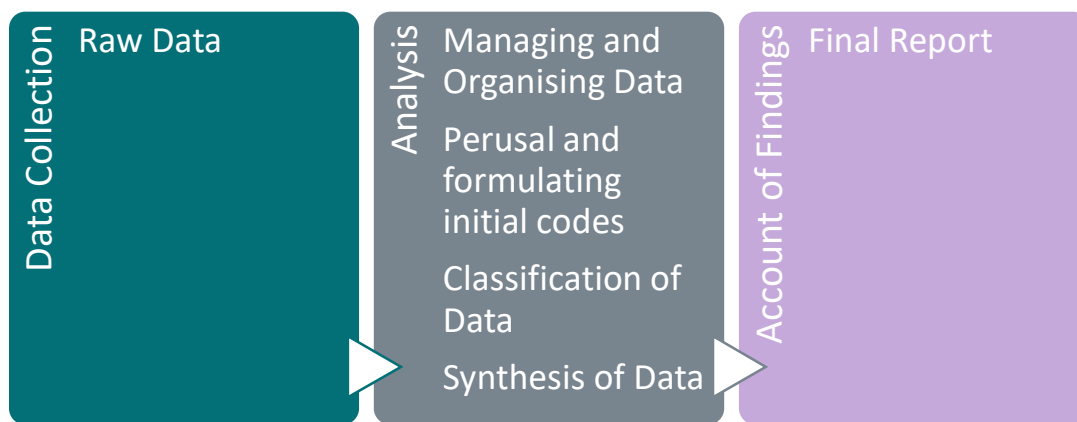 Data Collection
Raw Data
Analysis
Managing and
Organising Data
Perusal and
formulating
initial codes
Classification of
Data
Synthesis of Data
Account of Findings
Final Report